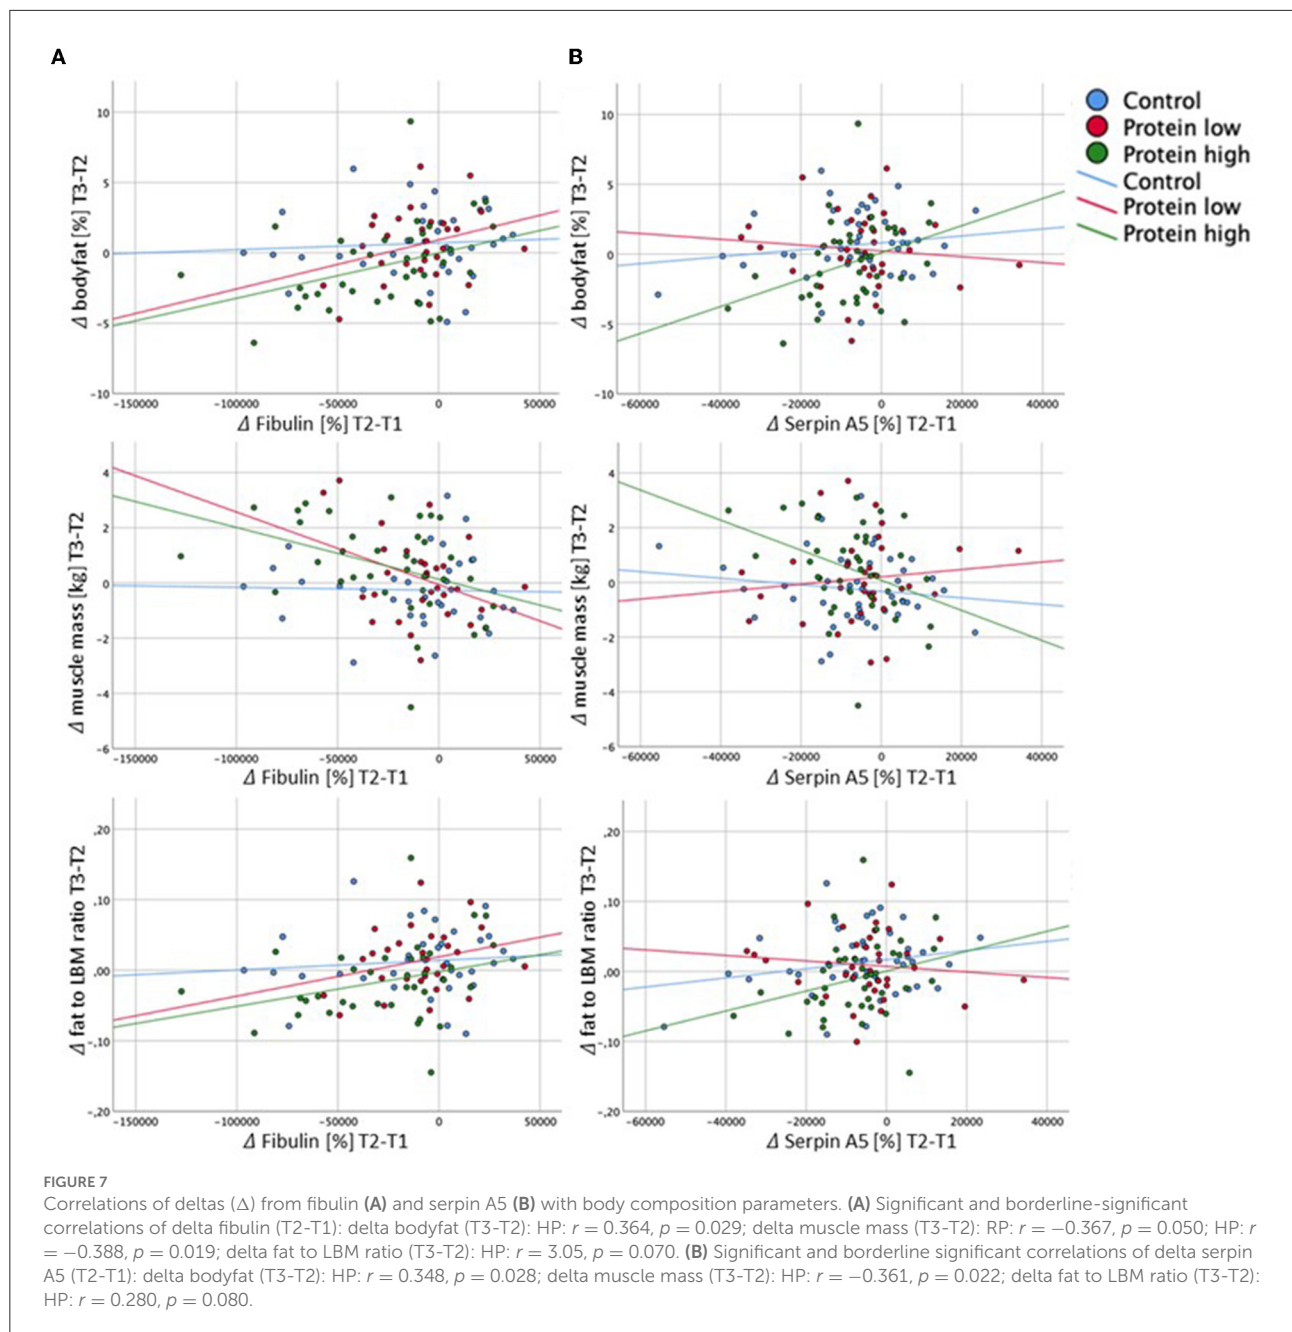 A
B
Control
Protein low
Protein high
Control
Protein low
Protein high
Δ bodyfat [%] T3-T2
10
5
0
−5
−10
−150000 −100000 −50000 0 50000
Δ Fibulin [%] T2-T1
Δ bodyfat [%] T3-T2
10
5
0
−5
−10
−60000 −40000 −20000 0 20000 40000
Δ Serpin A5 [%] T2-T1
Δ muscle mass [kg] T3-T2
4
2
0
−2
−4
−6
−150000 −100000 −50000 0 50000
Δ Fibulin [%] T2-T1
Δ muscle mass [kg] T3-T2
4
2
0
−2
−4
−6
−60000 −40000 −20000 0 20000 40000
Δ Serpin A5 [%] T2-T1
Δ fat to LBM ratio T3-T2
,20
,10
,00
−,10
−,20
−150000 −100000 −50000 0 50000
Δ Fibulin [%] T2-T1
Δ fat to LBM ratio T3-T2
,20
,10
,00
−,10
−,20
−60000 −40000 −20000 0 20000 40000
Δ Serpin A5 [%] T2-T1
FIGURE 7
Correlations of deltas (Δ) from fibulin (A) and serpin A5 (B) with body composition parameters. (A) Significant and borderline-significant
correlations of delta fibulin (T2-T1): delta bodyfat (T3-T2): HP: r = 0.364, p = 0.029; delta muscle mass (T3-T2): RP: r = −0.367, p = 0.050; HP: r
= −0.388, p = 0.019; delta fat to LBM ratio (T3-T2): HP: r = 3.05, p = 0.070. (B) Significant and borderline significant correlations of delta serpin
A5 (T2-T1): delta bodyfat (T3-T2): HP: r = 0.348, p = 0.028; delta muscle mass (T3-T2): HP: r = −0.361, p = 0.022; delta fat to LBM ratio (T3-T2):
HP: r = 0.280, p = 0.080.